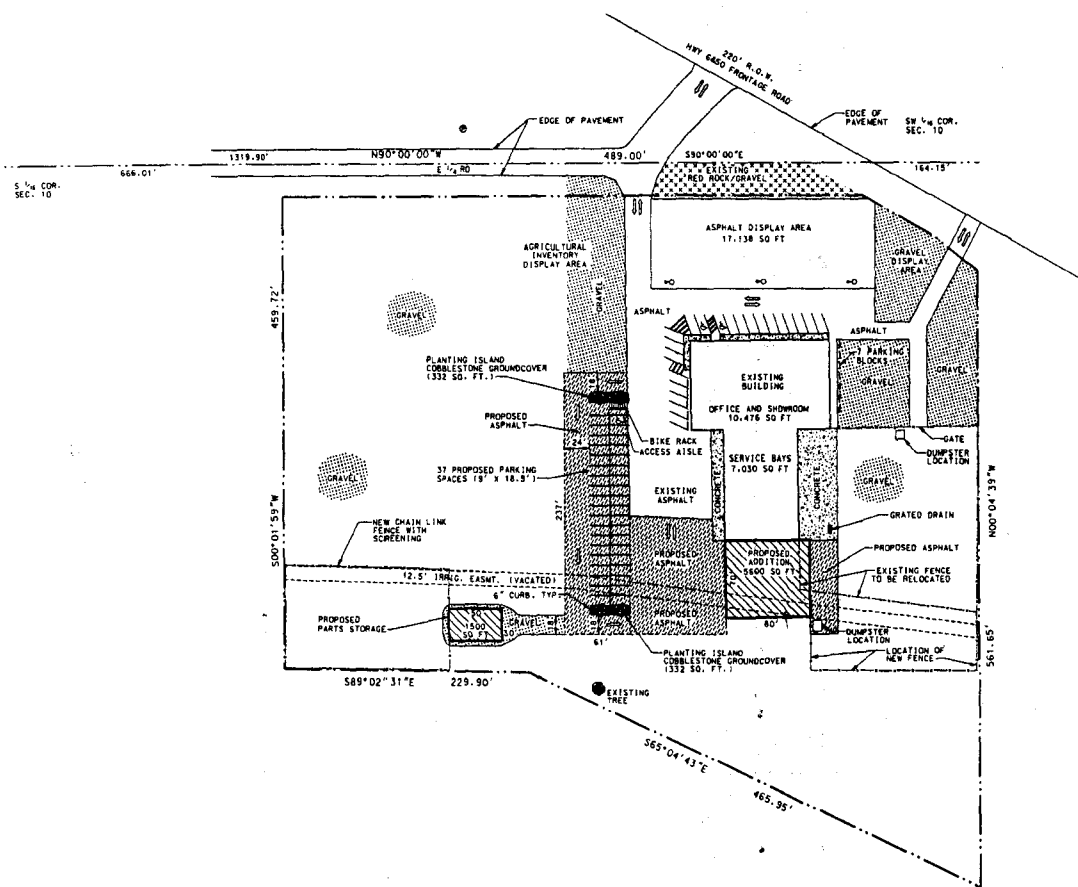 220' R.O.W.
HWY 6&50 FRONTAGE ROAD
EDGE OF PAVEMENT
EDGE OF
PAVEMENT
SW 1/16 COR.
SEC. 10
1319.90'
N90°00'00"W
489.00'
S90°00'00"E
666.01'
E 1/4 RD
164.15'
S 1/16 COR.
SEC. 10
EXISTING
RED ROCK/GRAVEL
ASPHALT DISPLAY AREA
17,138 SQ FT
AGRICULTURAL
INVENTORY
DISPLAY AREA
GRAVEL
DISPLAY
AREA
GRAVEL
459.72'
GRAVEL
ASPHALT
ASPHALT
7 PARKING
BLOCKS
GRAVEL
GRAVEL
PLANTING ISLAND
COBBLESTONE GROUNDCOVER
(332 SQ. FT.)
18'
EXISTING
BUILDING
OFFICE AND SHOWROOM
10,476 SQ FT
PROPOSED
ASPHALT
24'
BIKE RACK
ACCESS AISLE
GATE
DUMPSTER
LOCATION
SERVICE BAYS
7,030 SQ FT
37 PROPOSED PARKING
SPACES (9' X 18.5')
GRAVEL
GRAVEL
CONCRETE
CONCRETE
EXISTING
ASPHALT
237'
N00°04'39"W
S00°01'59"W
GRATED DRAIN
NEW CHAIN LINK
FENCE WITH
SCREENING
PROPOSED
ASPHALT
PROPOSED
ASPHALT
PROPOSED
ADDITION
5600 SQ FT
70'
PROPOSED ASPHALT
EXISTING FENCE
TO BE RELOCATED
12.5' IRRIG. EASMT. (VACATED)
6" CURB. TYP
PROPOSED
PARTS STORAGE
50'
1500
SQ FT
30'
GRAVEL
18'
18'
61'
80'
DUMPSTER
LOCATION
LOCATION OF
NEW FENCE
561.65'
PLANTING ISLAND
COBBLESTONE GROUNDCOVER
(332 SQ. FT.)
S89°02'31"E
229.90'
EXISTING
TREE
S65°04'43"E
465.95'